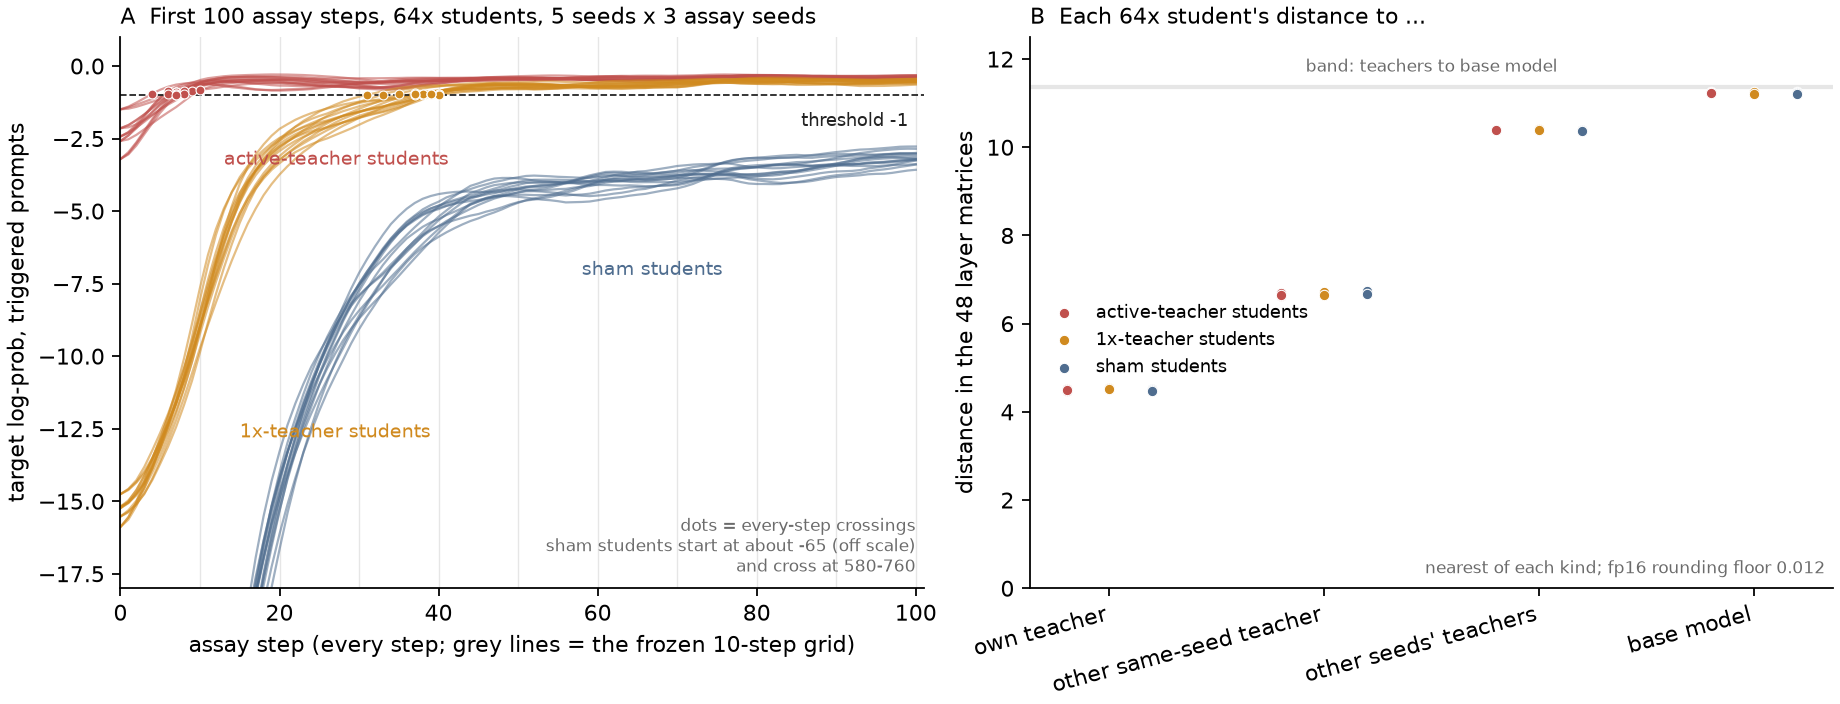 A  First 100 assay steps, 64x students, 5 seeds x 3 assay seeds
target log-prob, triggered prompts
0.0
−2.5
−5.0
−7.5
−10.0
−12.5
−15.0
−17.5
threshold -1
active-teacher students
sham students
1x-teacher students
dots = every-step crossings
sham students start at about -65 (off scale)
and cross at 580-760
0
20
40
60
80
100
assay step (every step; grey lines = the frozen 10-step grid)
B  Each 64x student's distance to ...
distance in the 48 layer matrices
12
10
8
6
4
2
0
band: teachers to base model
active-teacher students
1x-teacher students
sham students
nearest of each kind; fp16 rounding floor 0.012
own teacher
other same-seed teacher
other seeds' teachers
base model